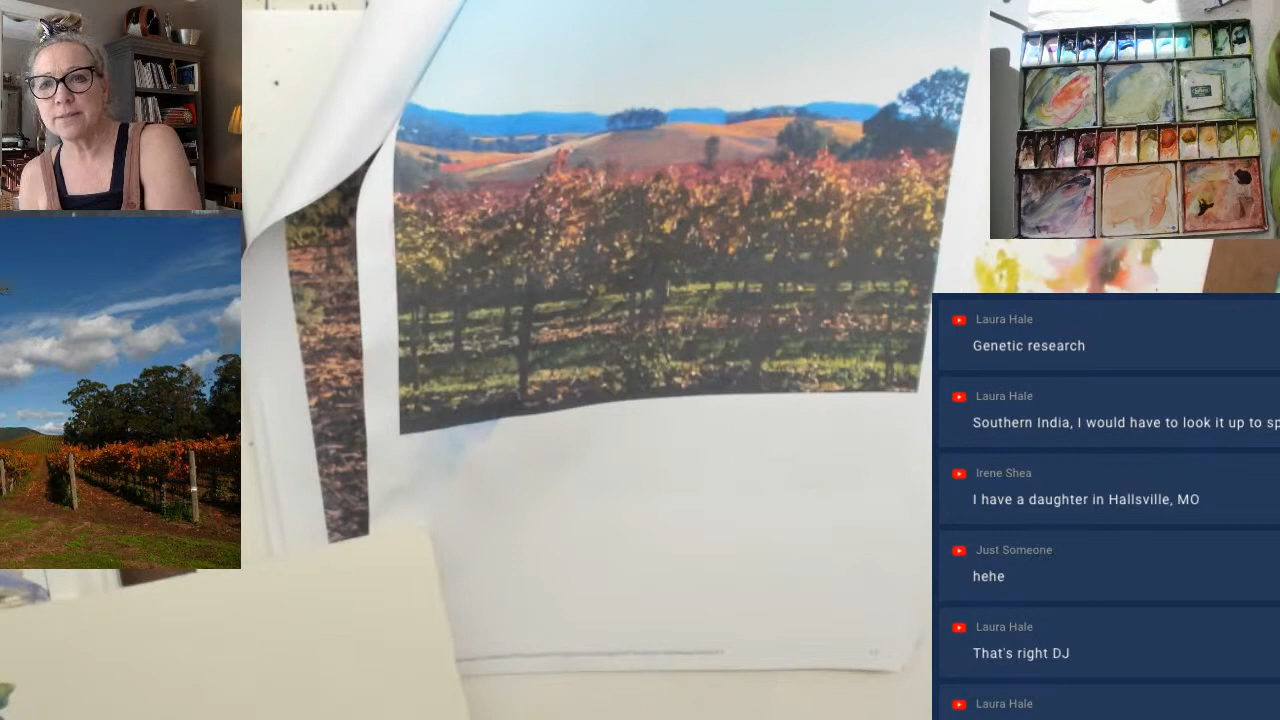 Laura Hale
Genetic research
Laura Hale
Southern India, I would have to look it up to sp
Irene Shea
I have a daughter in Hallsville, MO
Just Someone
hehe
Laura Hale
That's right DJ
Laura Hale